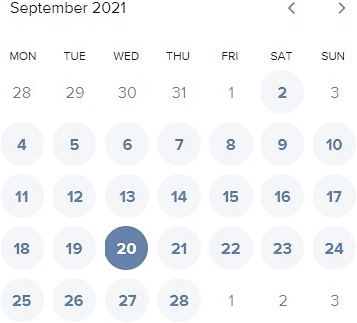 September 2021 < >
MON TUE WED THU FRI SAT SUN
28 29 30 31 1 2 3
4 5 6 7 8 9 10
11 12 13 14 15 16 17
18 19 20 21 22 23 24
25 26 27 28 1 2 3